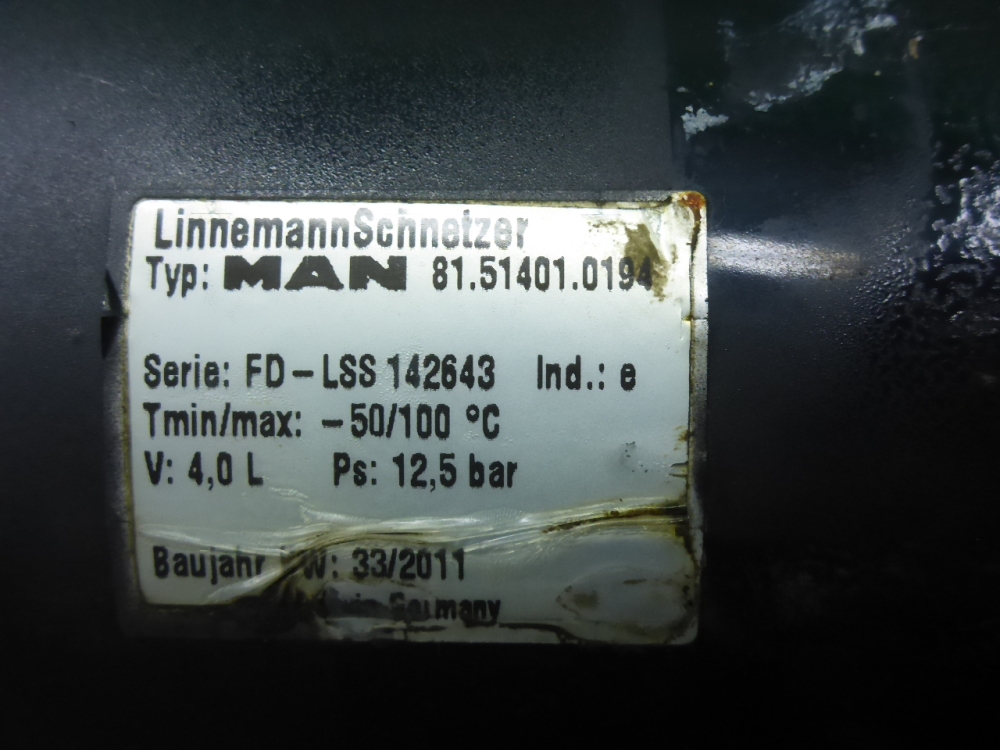 LinnemannSchnetzer
Typ: MAN 81.51401.0194
Serie: FD-LSS 142643 Ind.: e
Tmin/max: -50/100 °C
V: 4,0 L Ps: 12,5 bar
Baujahr KW: 33/2011
in Germany